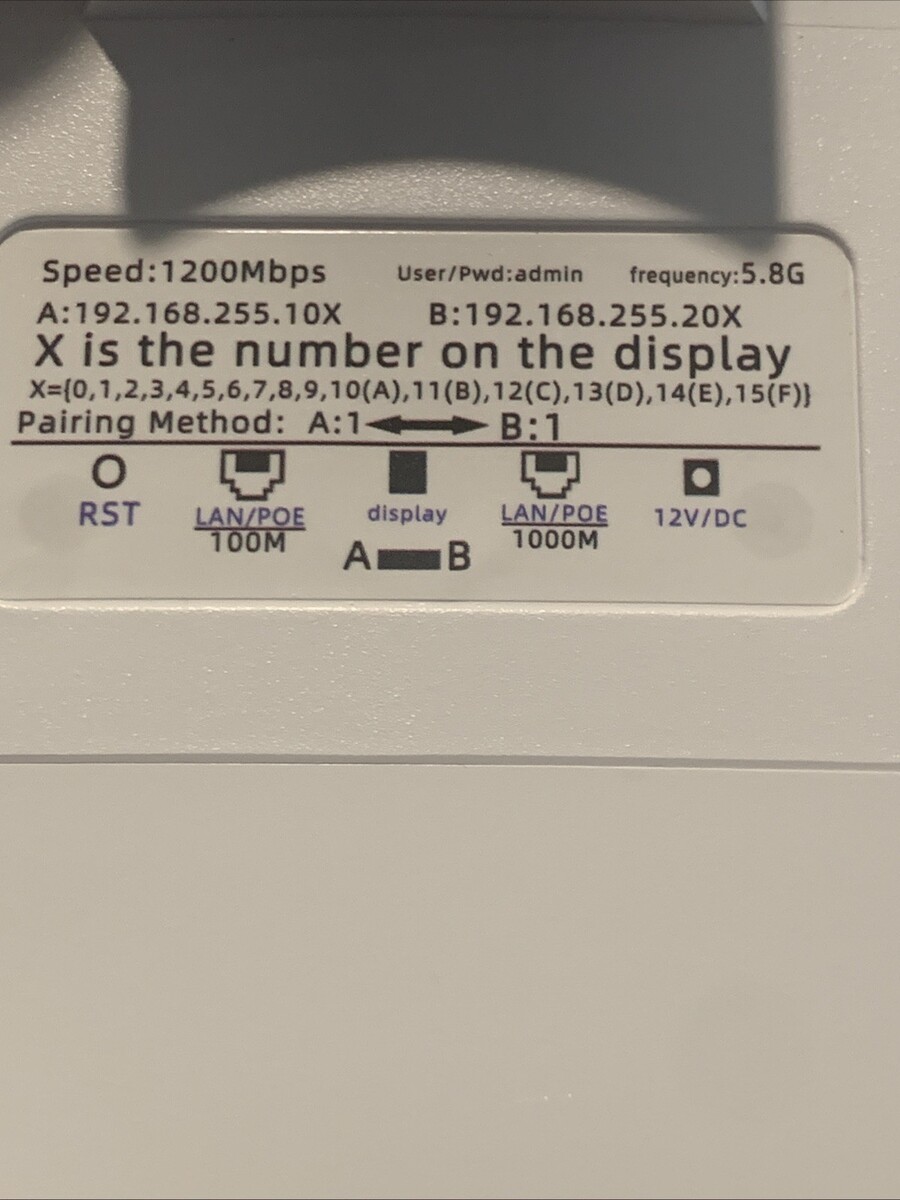 Speed:1200Mbps User/Pwd:admin frequency:5.8G
A:192.168.255.10X B:192.168.255.20X
X is the number on the display
X={0,1,2,3,4,5,6,7,8,9,10(A),11(B),12(C),13(D),14(E),15(F)}
Pairing Method: A:1 B:1
RST LAN/POE display LAN/POE 12V/DC
100M 1000M
A B